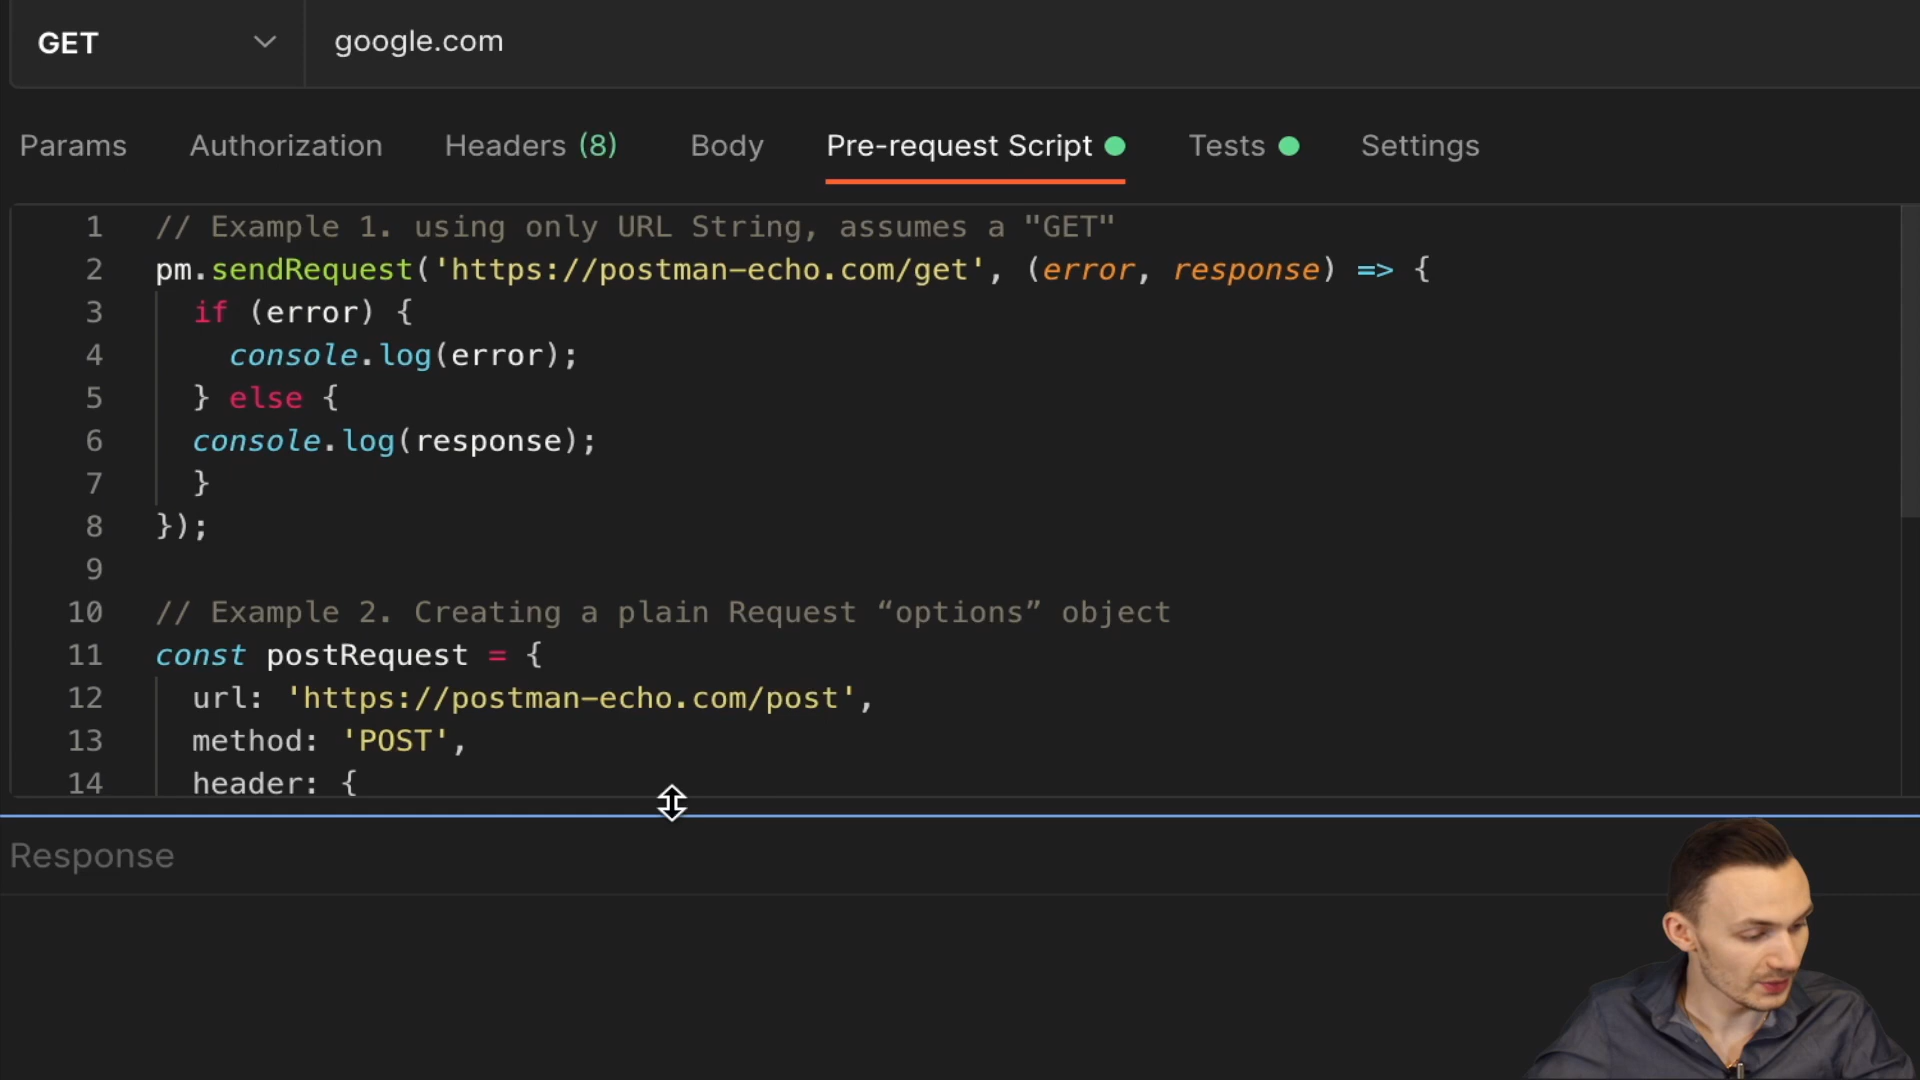 GET google.com
Params Authorization Headers (8) Body Pre-request Script Tests Settings
1 // Example 1. using only URL String, assumes a "GET"
2 pm.sendRequest('https://postman-echo.com/get', (error, response) => {
3 if (error) {
4 console.log(error);
5 } else {
6 console.log(response);
7 }
8 });
9
10 // Example 2. Creating a plain Request “options” object
11 const postRequest = {
12 url: 'https://postman-echo.com/post',
13 method: 'POST',
14 header: {
Response